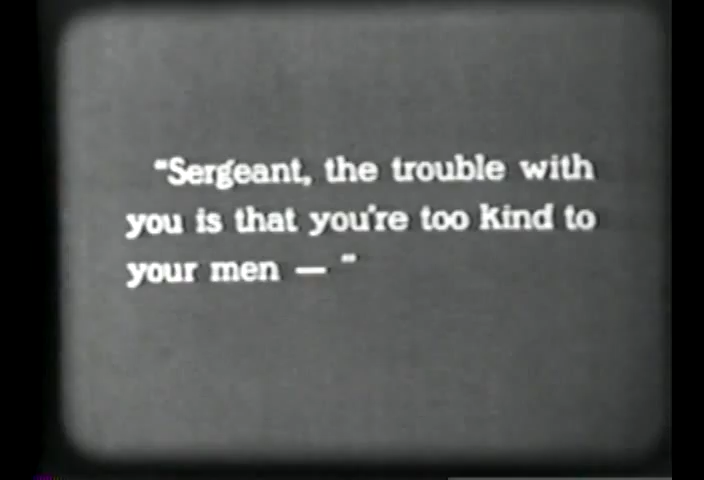 "Sergeant, the trouble with
you is that you're too kind to
your men — "